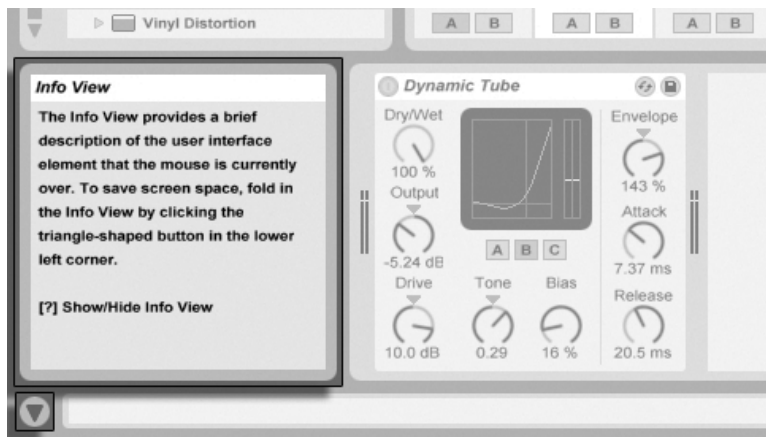 Vinyl Distortion
A B A B A B
Info View
The Info View provides a brief
description of the user interface
element that the mouse is currently
over. To save screen space, fold in
the Info View by clicking the
triangle-shaped button in the lower
left corner.
[?] Show/Hide Info View
Dynamic Tube
Dry/Wet
100 %
Output
-5.24 dB
Drive
10.0 dB
A B C
Tone
0.29
Bias
16 %
Envelope
143 %
Attack
7.37 ms
Release
20.5 ms